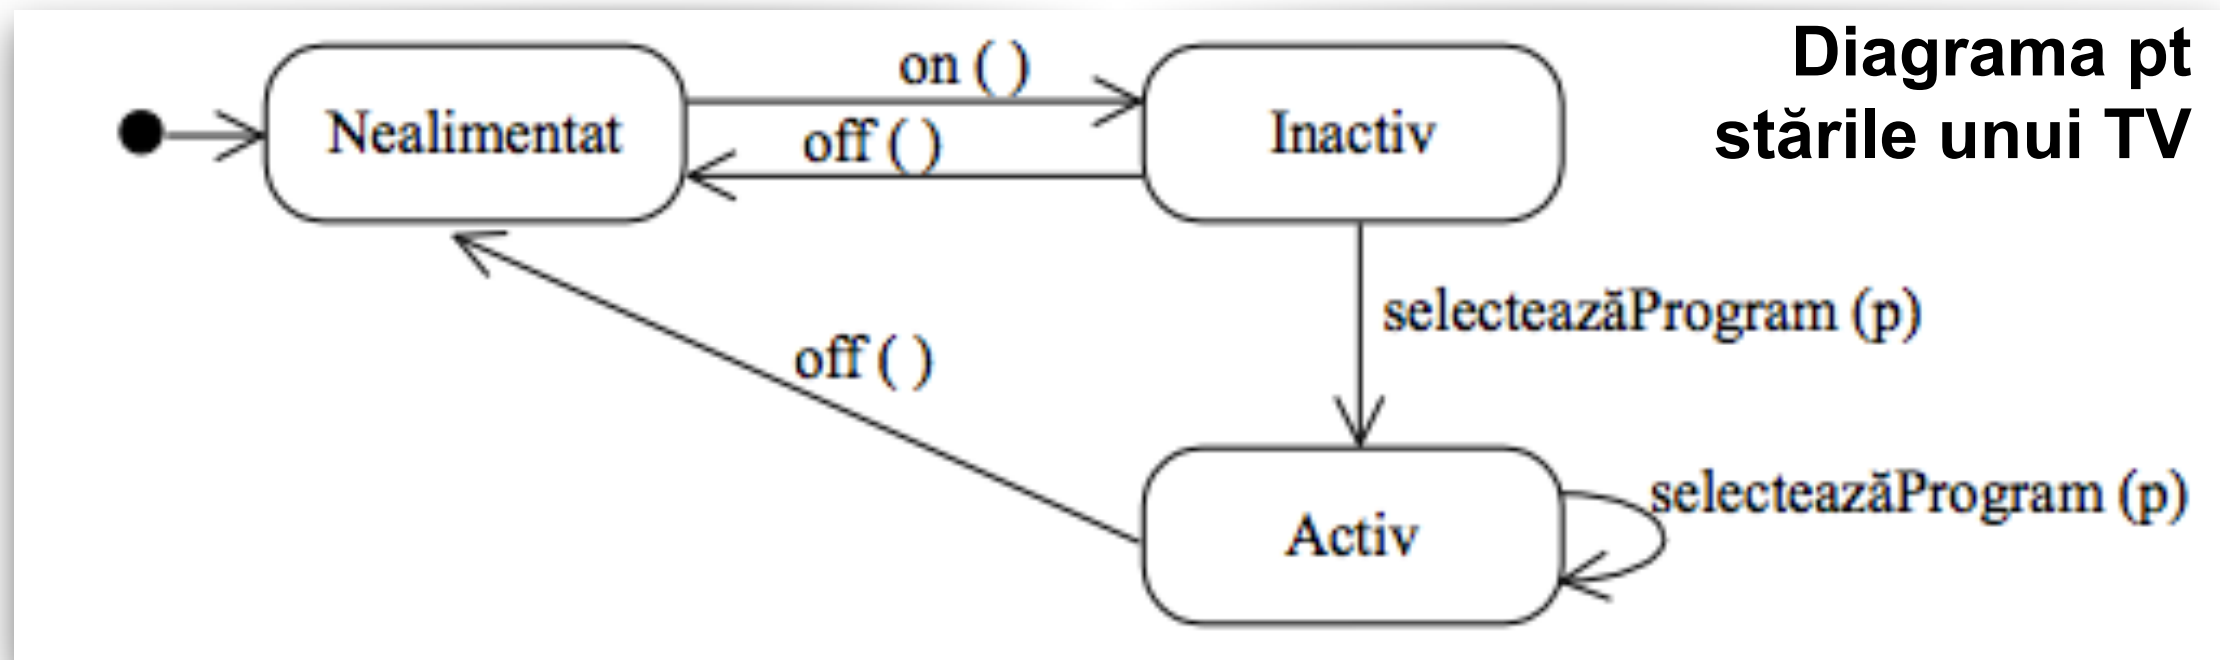 Diagrama pt
stările unui TV
on ( )
Nealimentat
off ( )
Inactiv
selecteazăProgram (p)
off ( )
selecteazăProgram (p)
Activ